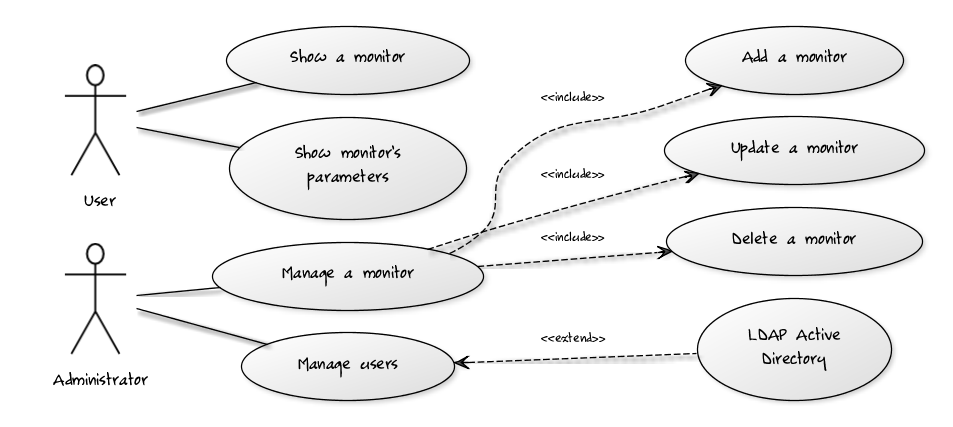 Show a monitor
Add a monitor
<<include>>
Show monitor's
parameters
Update a monitor
<<include>>
User
Delete a monitor
<<include>>
Manage a monitor
LDAP Active
Directory
<<extend>>
Manage users
Administrator